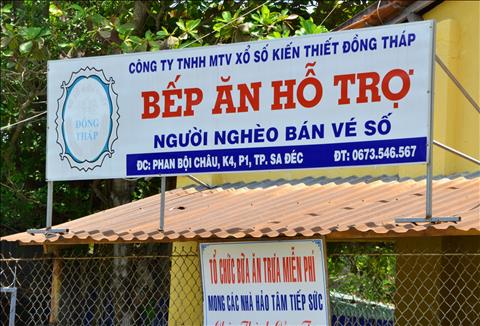 CÔNG TY TNHH MTV XỔ SỐ KIẾN THIẾT ĐỒNG THÁP
ĐỒNG THÁP
BẾP ĂN HỖ TRỢ
NGƯỜI NGHÈO BÁN VÉ SỐ
ĐC: PHAN BỘI CHÂU, K4, P1, TP. SA ĐÉC ĐT: 0673.546.567
TỔ CHỨC BỮA ĂN TRƯA MIỄN PHÍ
MONG CÁC NHÀ HẢO TÂM TIẾP SỨC